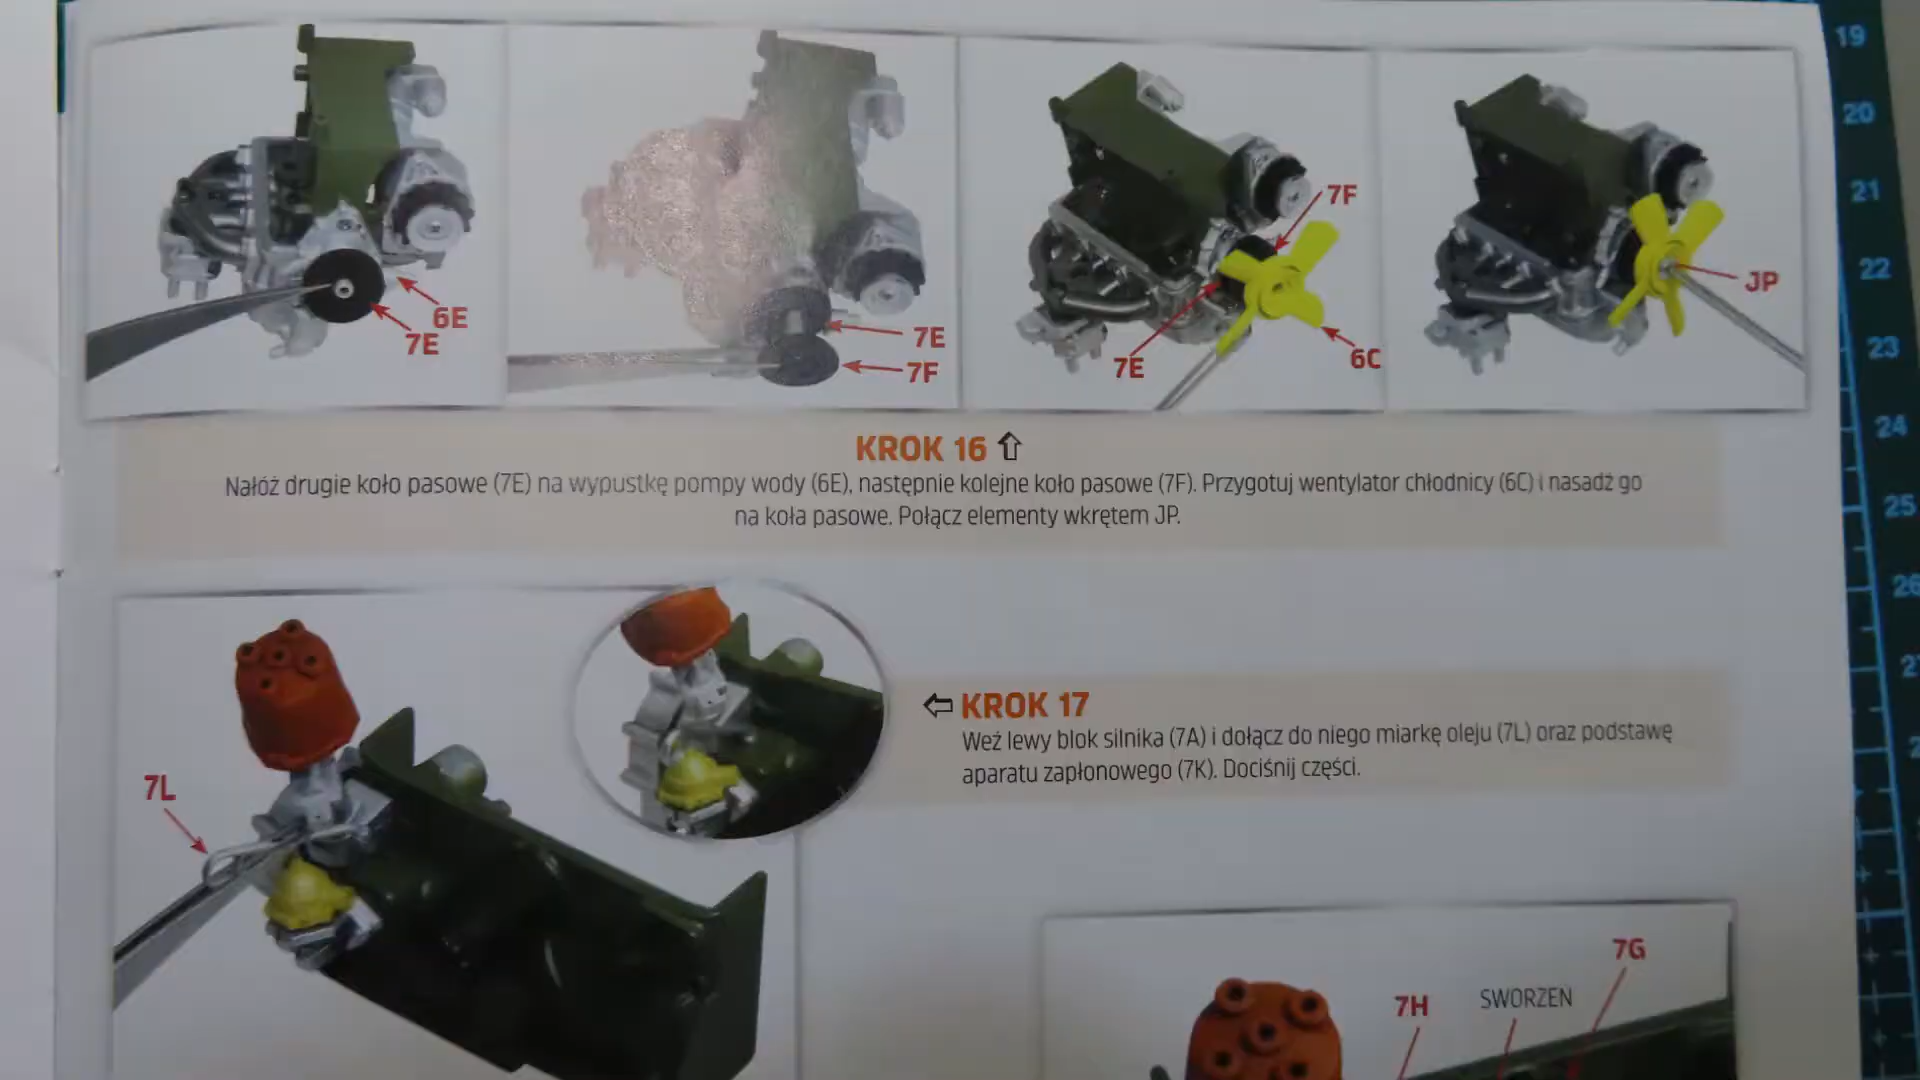 6E
7E
7E
7F
7F
7E
6C
JP
KROK 16
Nałóż drugie koło pasowe (7E) na wypustkę pompy wody (6E), następnie kolejne koło pasowe (7F). Przygotuj wentylator chłodnicy (6C) i nasadź go
na koła pasowe. Połącz elementy wkrętem JP.
KROK 17
Weź lewy blok silnika (7A) i dołącz do niego miarkę oleju (7L) oraz podstawę
aparatu zapłonowego (7K). Dociśnij części.
7L
7G
7H
SWORZEŃ
19
20
21
22
23
24
25
26